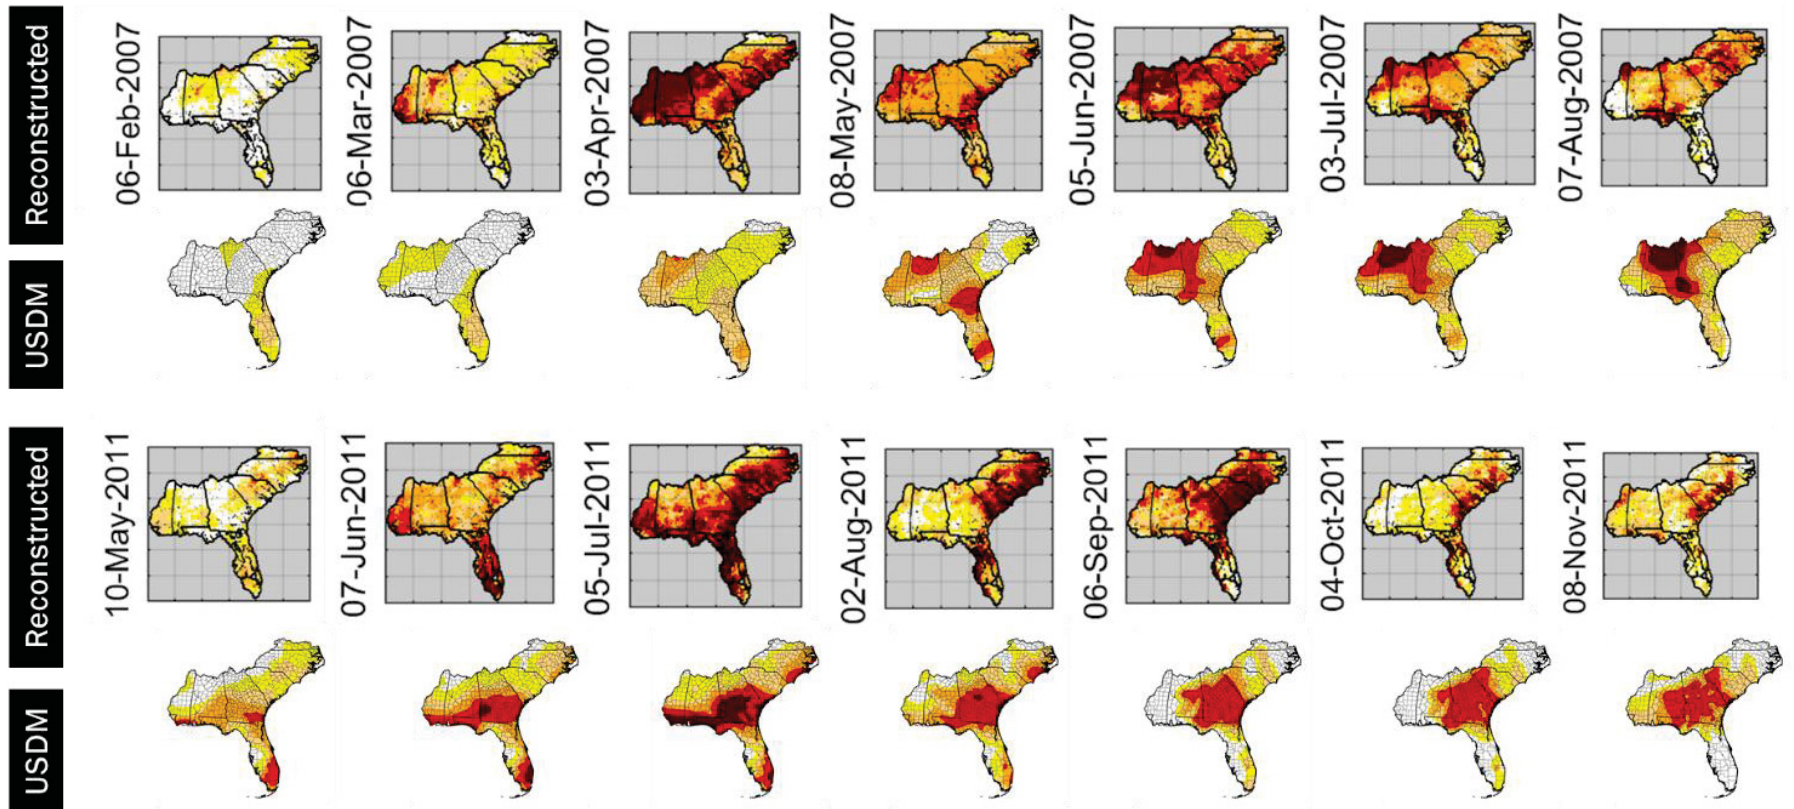 Reconstructed
06-Feb-2007
06-Mar-2007
03-Apr-2007
08-May-2007
05-Jun-2007
03-Jul-2007
07-Aug-2007
USDM
Reconstructed
10-May-2011
07-Jun-2011
05-Jul-2011
02-Aug-2011
06-Sep-2011
04-Oct-2011
08-Nov-2011
USDM